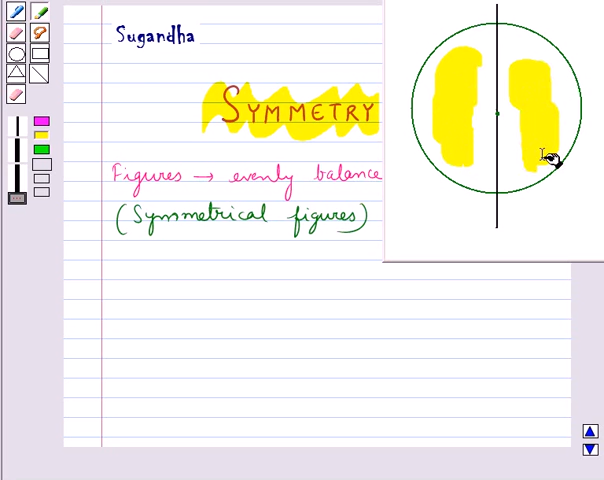 Sugandha
SYMMETRY
Figures → evenly balance
(Symmetrical figures)